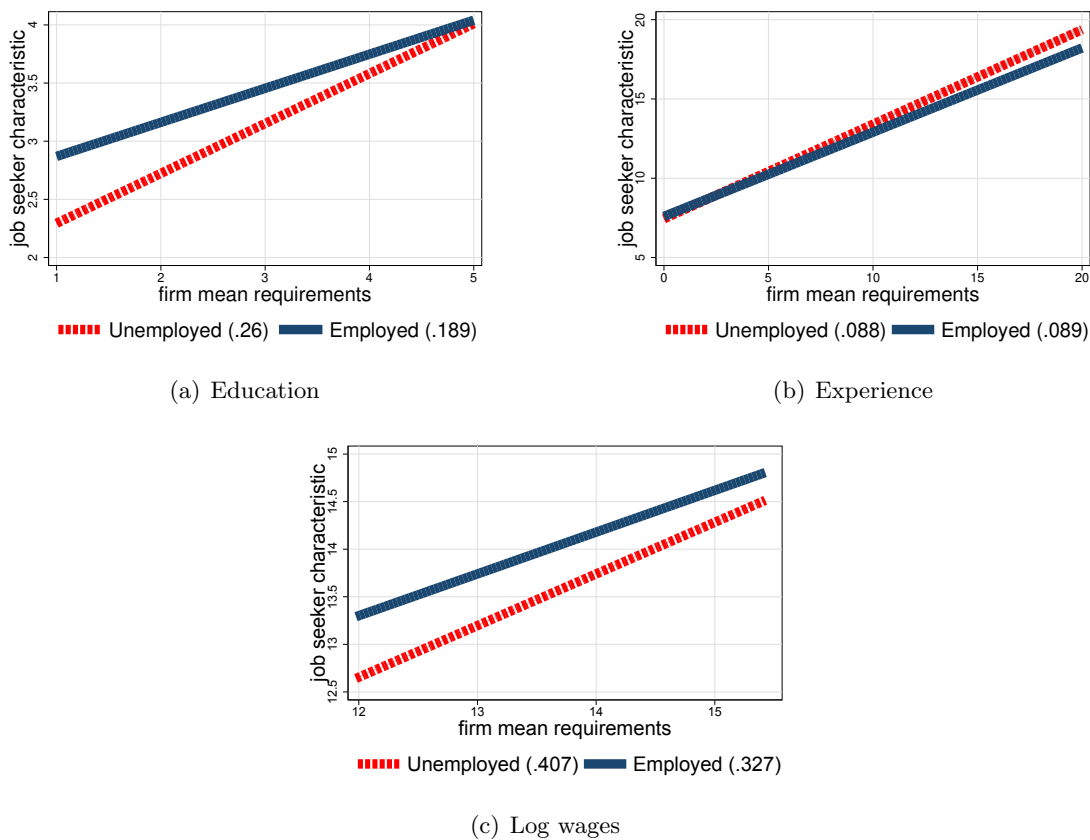 job seeker characteristic
4
3.5
3
2.5
2
1 2 3 4 5
firm mean requirements
Unemployed (.26) Employed (.189)
(a) Education
job seeker characteristic
20
15
10
5
0 5 10 15 20
firm mean requirements
Unemployed (.088) Employed (.089)
(b) Experience
job seeker characteristic
15
14.5
14
13.5
13
12.5
12 13 14 15
firm mean requirements
Unemployed (.407) Employed (.327)
(c) Log wages